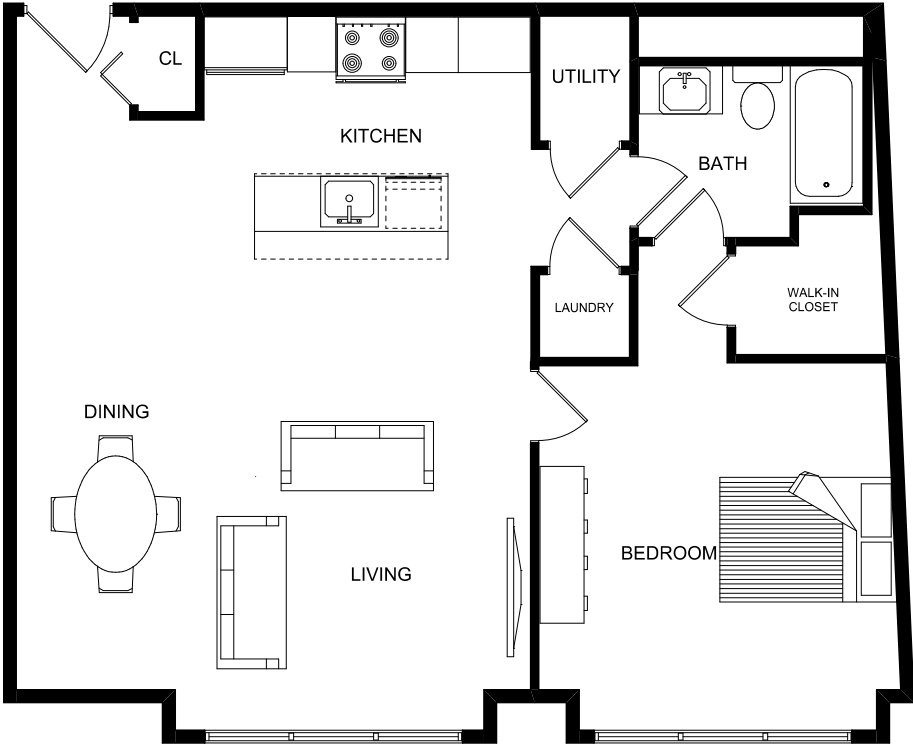 CL
UTILITY
KITCHEN
BATH
WALK-IN
CLOSET
LAUNDRY
DINING
BEDROOM
LIVING